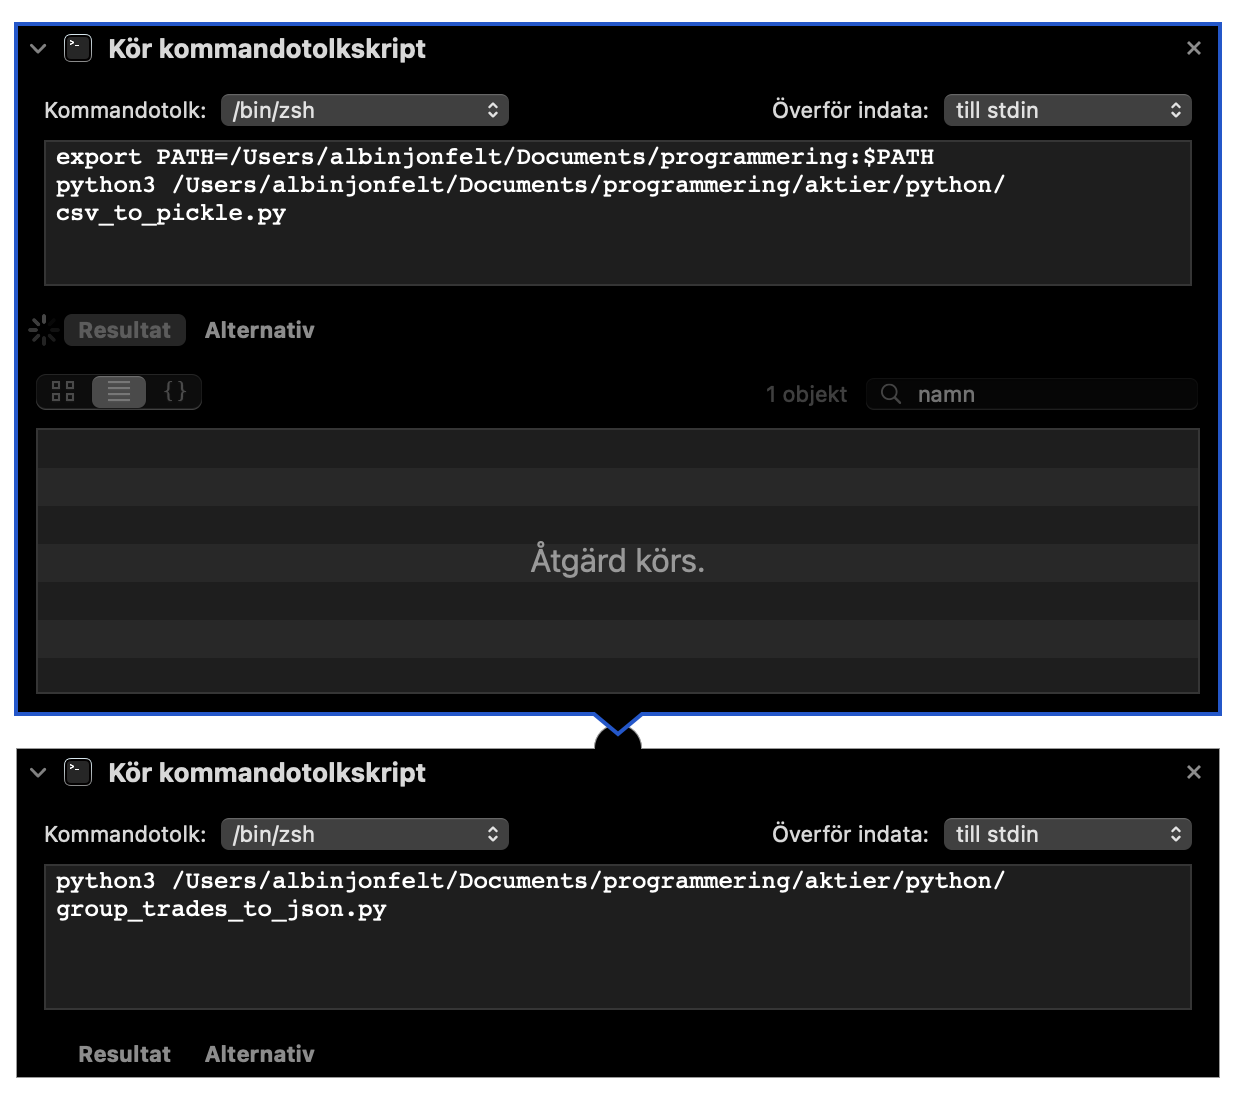 Kör kommandotolkskript
Kommandotolk: /bin/zsh Överför indata: till stdin
export PATH=/Users/albinjonfelt/Documents/programmering:$PATH
python3 /Users/albinjonfelt/Documents/programmering/aktier/python/
csv_to_pickle.py
Resultat Alternativ
1 objekt namn
Åtgärd körs.
Kör kommandotolkskript
Kommandotolk: /bin/zsh Överför indata: till stdin
python3 /Users/albinjonfelt/Documents/programmering/aktier/python/
group_trades_to_json.py
Resultat Alternativ